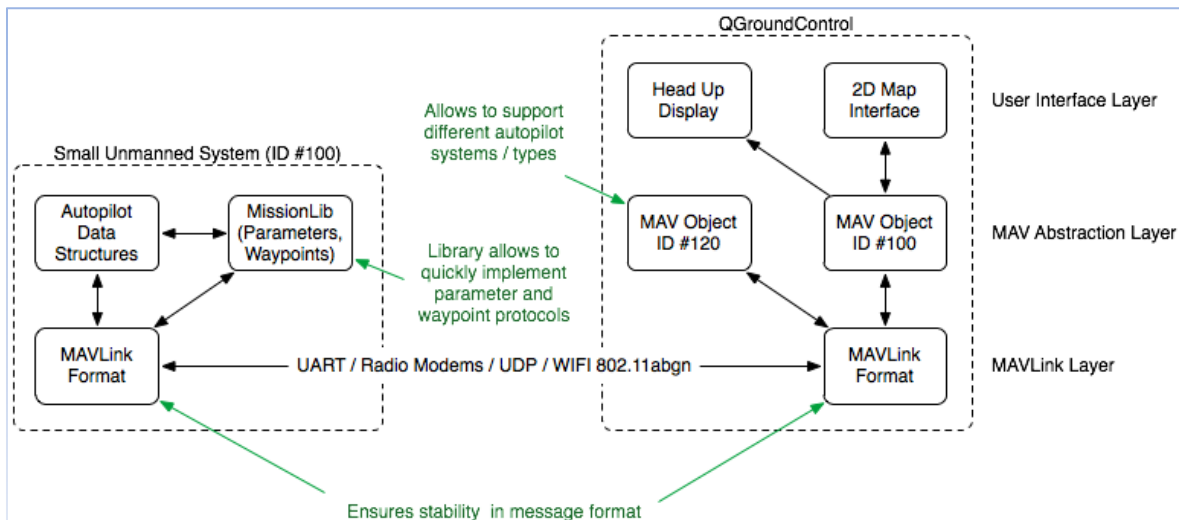 QGroundControl
Head Up
Display
2D Map
Interface
User Interface Layer
Allows to support
different autopilot
systems / types
Small Unmanned System (ID #100)
Autopilot
Data
Structures
MissionLib
(Parameters,
Waypoints)
MAV Object
ID #120
MAV Object
ID #100
MAV Abstraction Layer
Library allows to
quickly implement
parameter and
waypoint protocols
MAVLink
Format
UART / Radio Modems / UDP / WIFI 802.11abgn
MAVLink
Format
MAVLink Layer
Ensures stability in message format